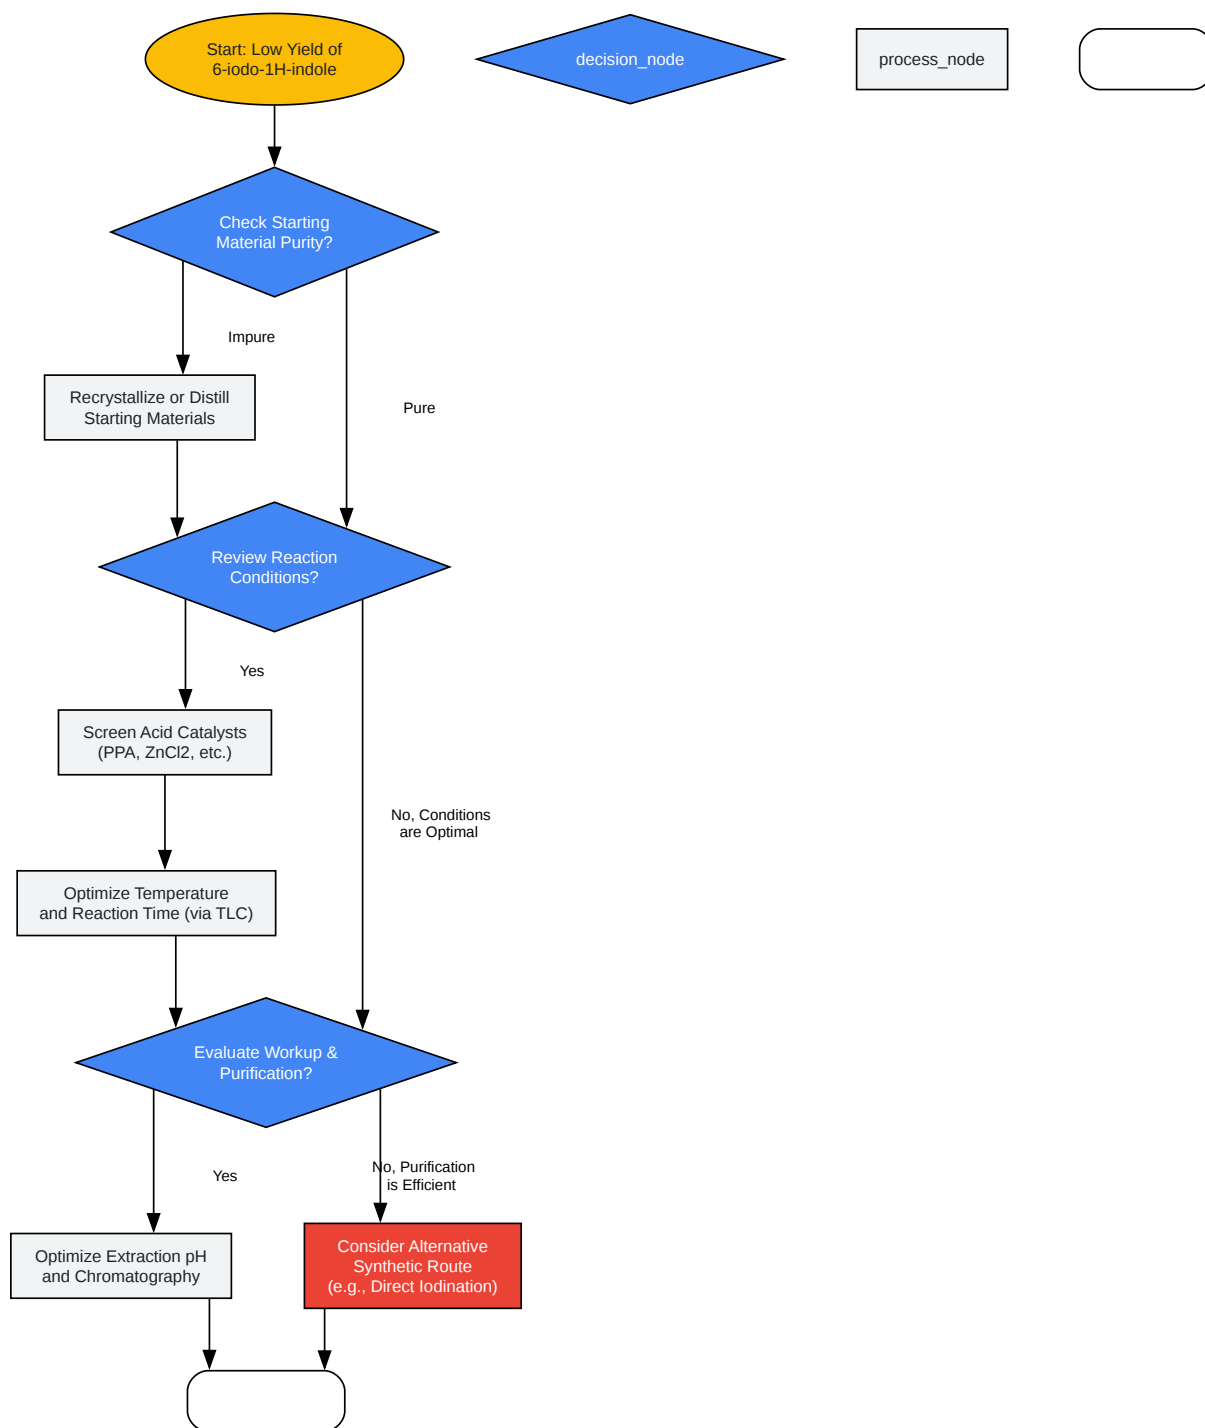 Start: Low Yield of
6-iodo-1H-indole
decision_node
process_node
Check Starting
Material Purity?
Impure
Pure
Recrystallize or Distill
Starting Materials
Review Reaction
Conditions?
Yes
Screen Acid Catalysts
(PPA, ZnCl2, etc.)
No, Conditions
are Optimal
Optimize Temperature
and Reaction Time (via TLC)
Evaluate Workup &
Purification?
Yes
No, Purification
is Efficient
Optimize Extraction pH
and Chromatography
Consider Alternative
Synthetic Route
(e.g., Direct Iodination)